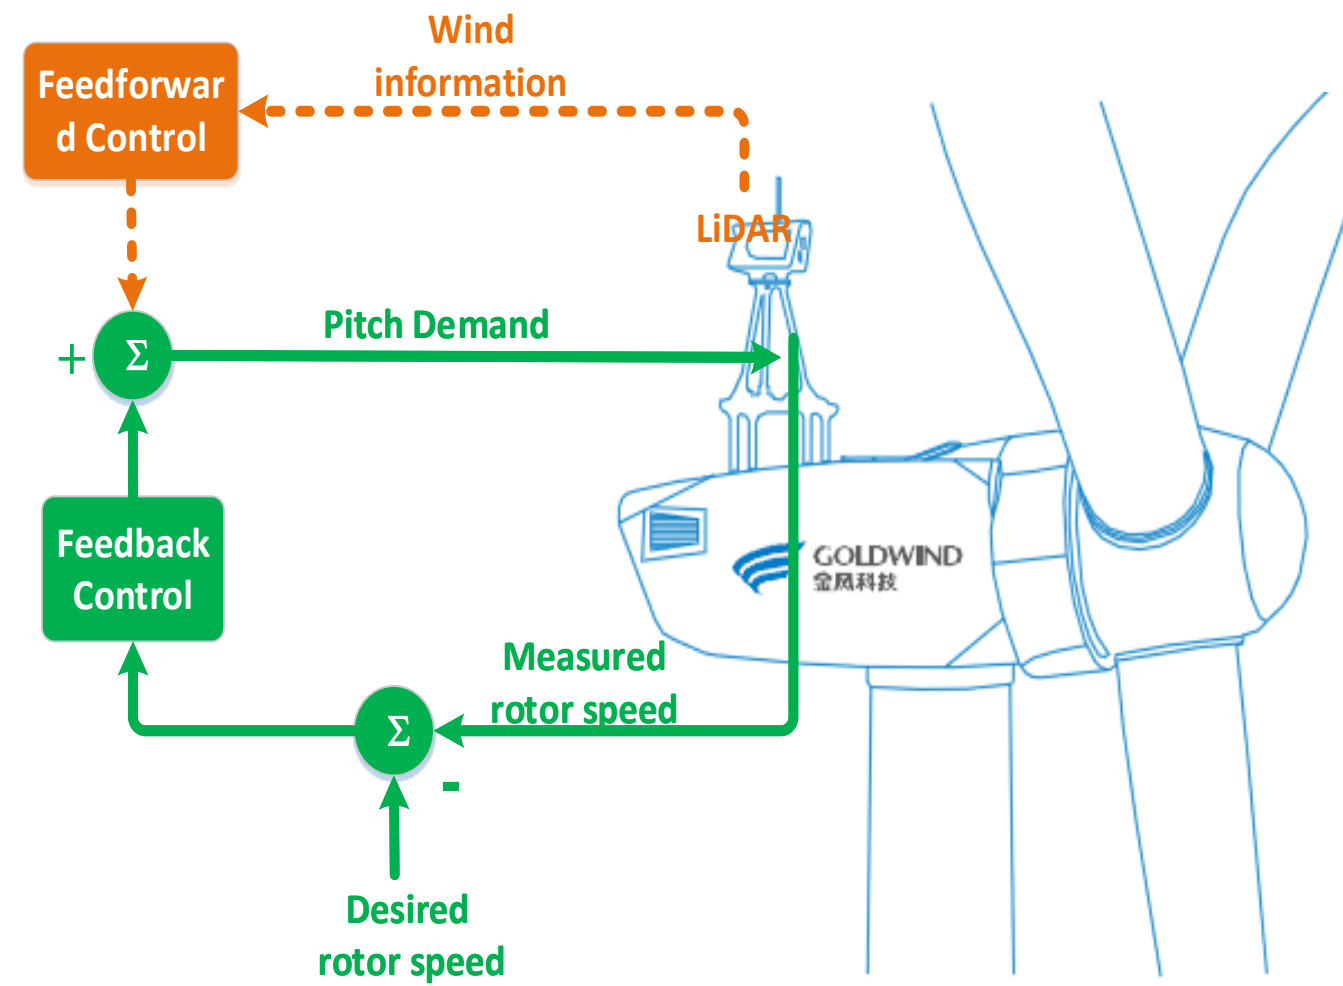 Wind
information
Feedforwar
d Control
LiDAR
Pitch Demand
+
Σ
Feedback
Control
GOLDWIND
金风科技
Measured
rotor speed
Σ
-
Desired
rotor speed